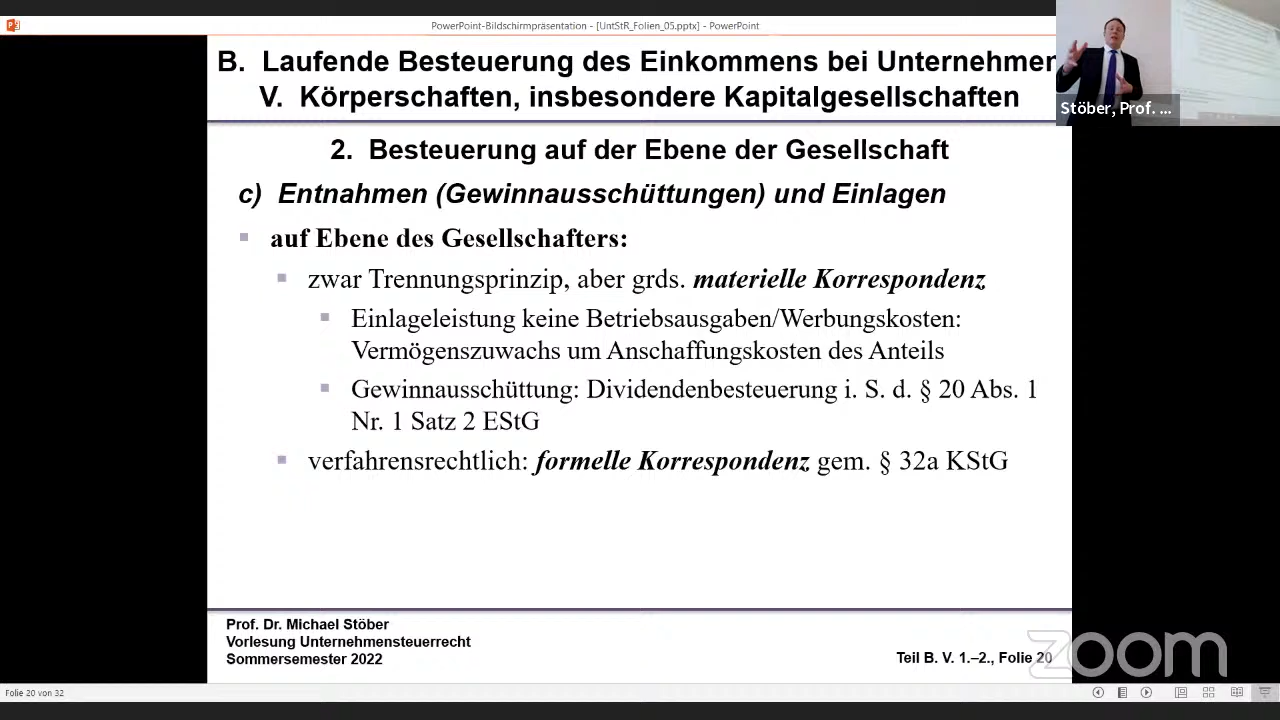 PowerPoint-Bildschirmpräsentation - [UntStR_Folien_05.pptx] - PowerPoint
B. Laufende Besteuerung des Einkommens bei Unternehmen
V. Körperschaften, insbesondere Kapitalgesellschaften
Stöber, Prof. ...
2. Besteuerung auf der Ebene der Gesellschaft
c) Entnahmen (Gewinnausschüttungen) und Einlagen
auf Ebene des Gesellschafters:
zwar Trennungsprinzip, aber grds. materielle Korrespondenz
Einlageleistung keine Betriebsausgaben/Werbungskosten:
Vermögenszuwachs um Anschaffungskosten des Anteils
Gewinnausschüttung: Dividendenbesteuerung i. S. d. § 20 Abs. 1
Nr. 1 Satz 2 EStG
verfahrensrechtlich: formelle Korrespondenz gem. § 32a KStG
Prof. Dr. Michael Stöber
Vorlesung Unternehmensteuerrecht
Sommersemester 2022
Teil B. V. 1.–2., Folie 20
zoom
Folie 20 von 32